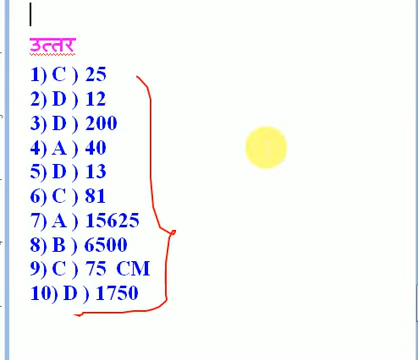 उत्तर
1) C ) 25
2) D ) 12
3) D ) 200
4) A ) 40
5) D ) 13
6) C ) 81
7) A ) 15625
8) B ) 6500
9) C ) 75 CM
10) D ) 1750